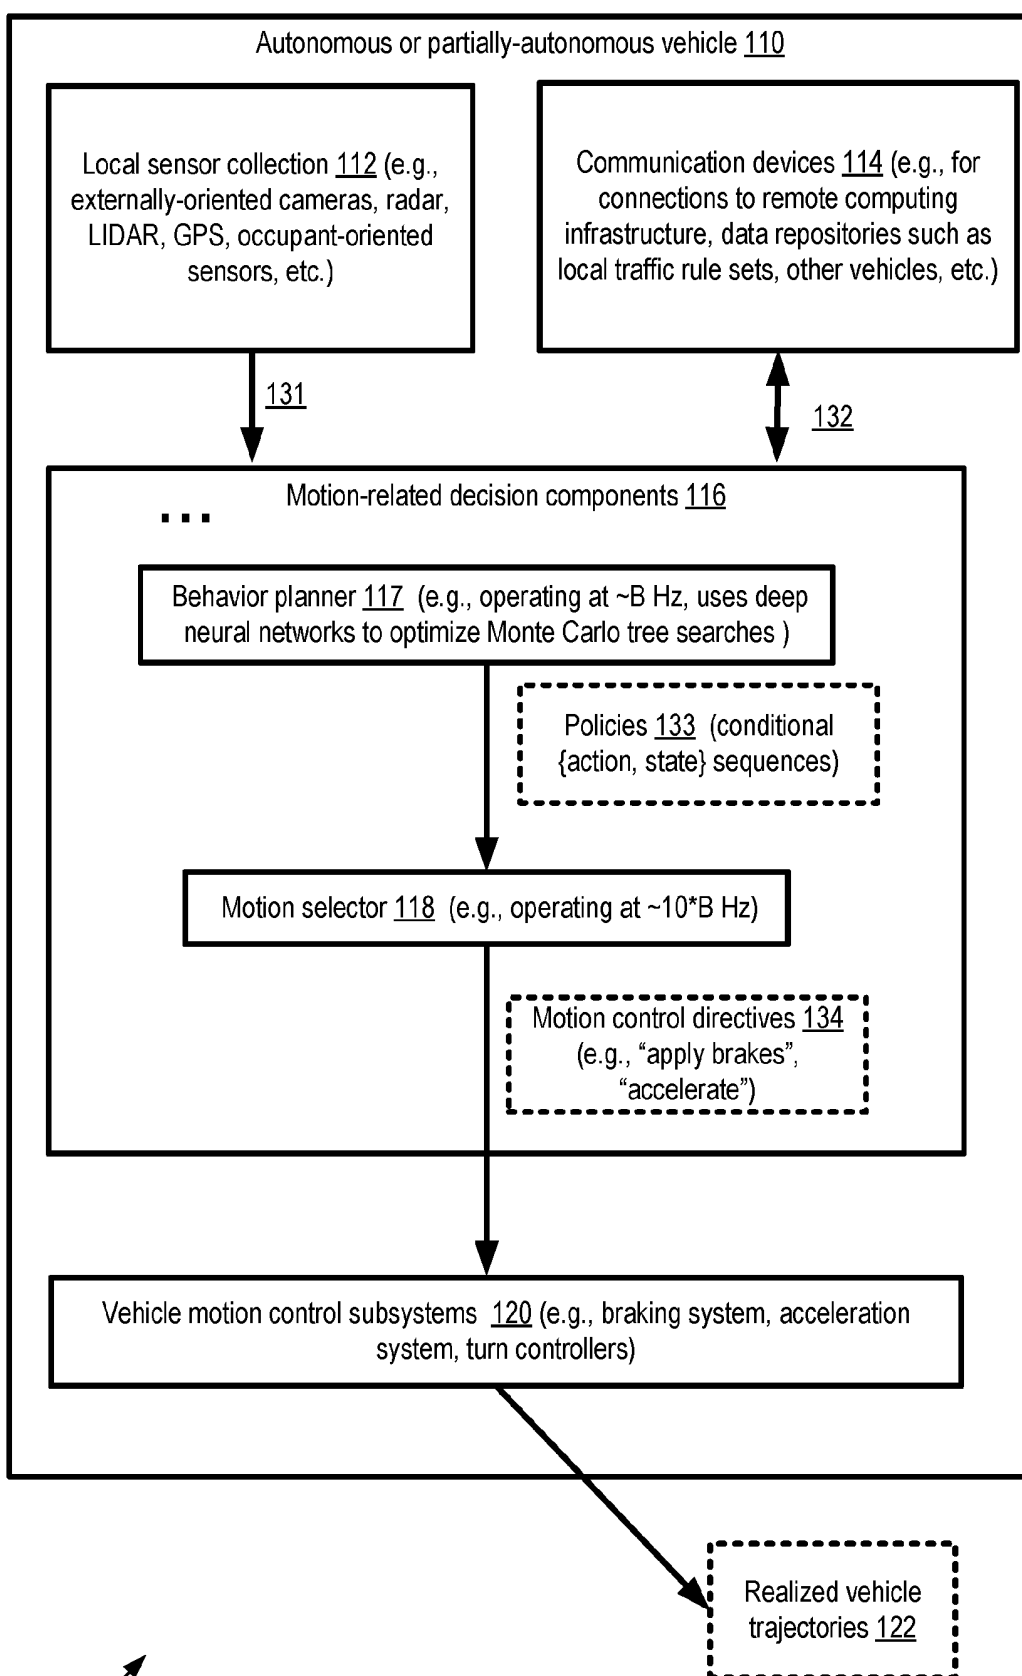 Autonomous or partially-autonomous vehicle 110
Local sensor collection 112 (e.g.,
externally-oriented cameras, radar,
LIDAR, GPS, occupant-oriented
sensors, etc.)
Communication devices 114 (e.g., for
connections to remote computing
infrastructure, data repositories such as
local traffic rule sets, other vehicles, etc.)
131
132
Motion-related decision components 116
...
Behavior planner 117 (e.g., operating at ~B Hz, uses deep
neural networks to optimize Monte Carlo tree searches )
Policies 133 (conditional
{action, state} sequences)
Motion selector 118 (e.g., operating at ~10*B Hz)
Motion control directives 134
(e.g., “apply brakes”,
“accelerate”)
Vehicle motion control subsystems 120 (e.g., braking system, acceleration
system, turn controllers)
Realized vehicle
trajectories 122